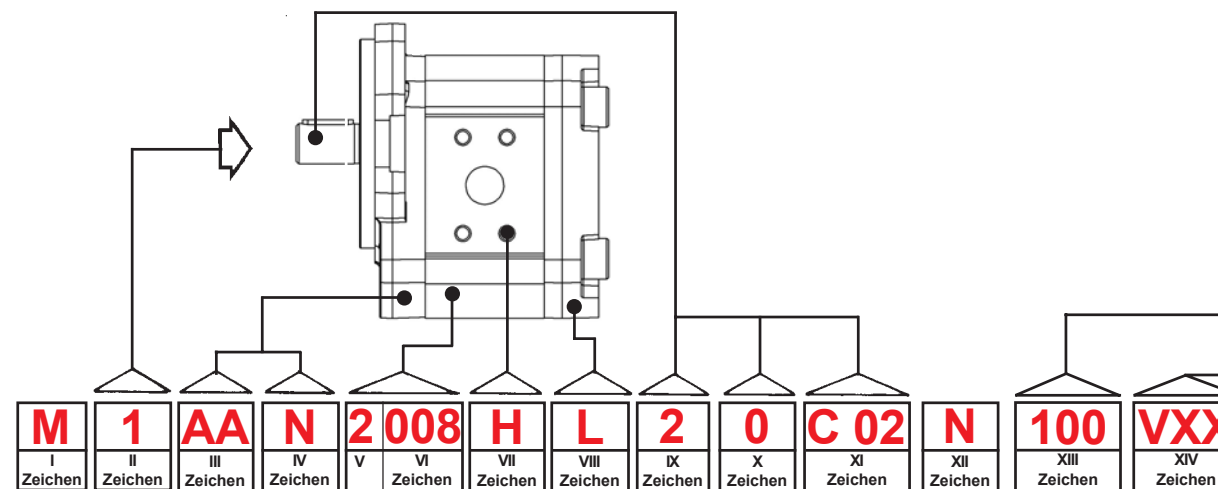 M 1 AA N 2 008 H L 2 0 C 02 N 100 VXX
I II III IV V VI VII VIII IX X XI XII XIII XIV
Zeichen Zeichen Zeichen Zeichen Zeichen Zeichen Zeichen Zeichen Zeichen Zeichen Zeichen Zeichen Zeichen